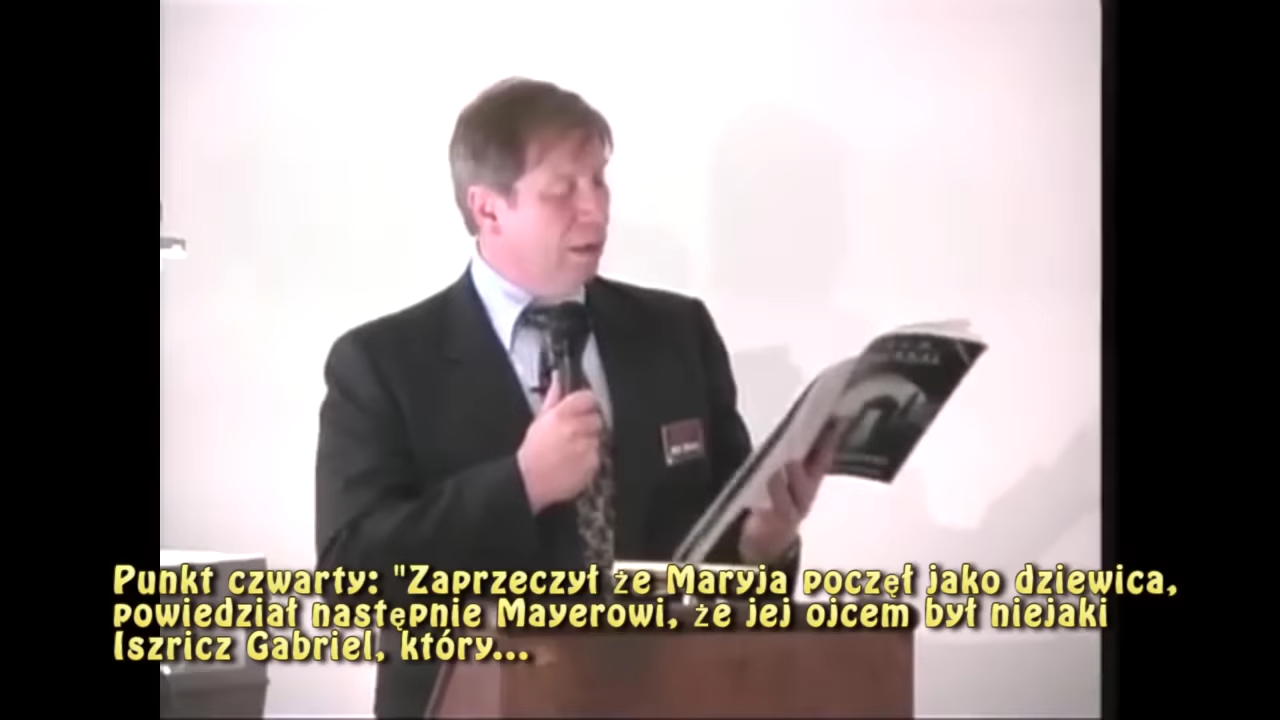 Punkt czwarty: "Zaprzeczył że Maryja poczęł jako dziewica,
powiedział następnie Mayerowi, że jej ojcem był niejaki
Iszricz Gabriel, który...